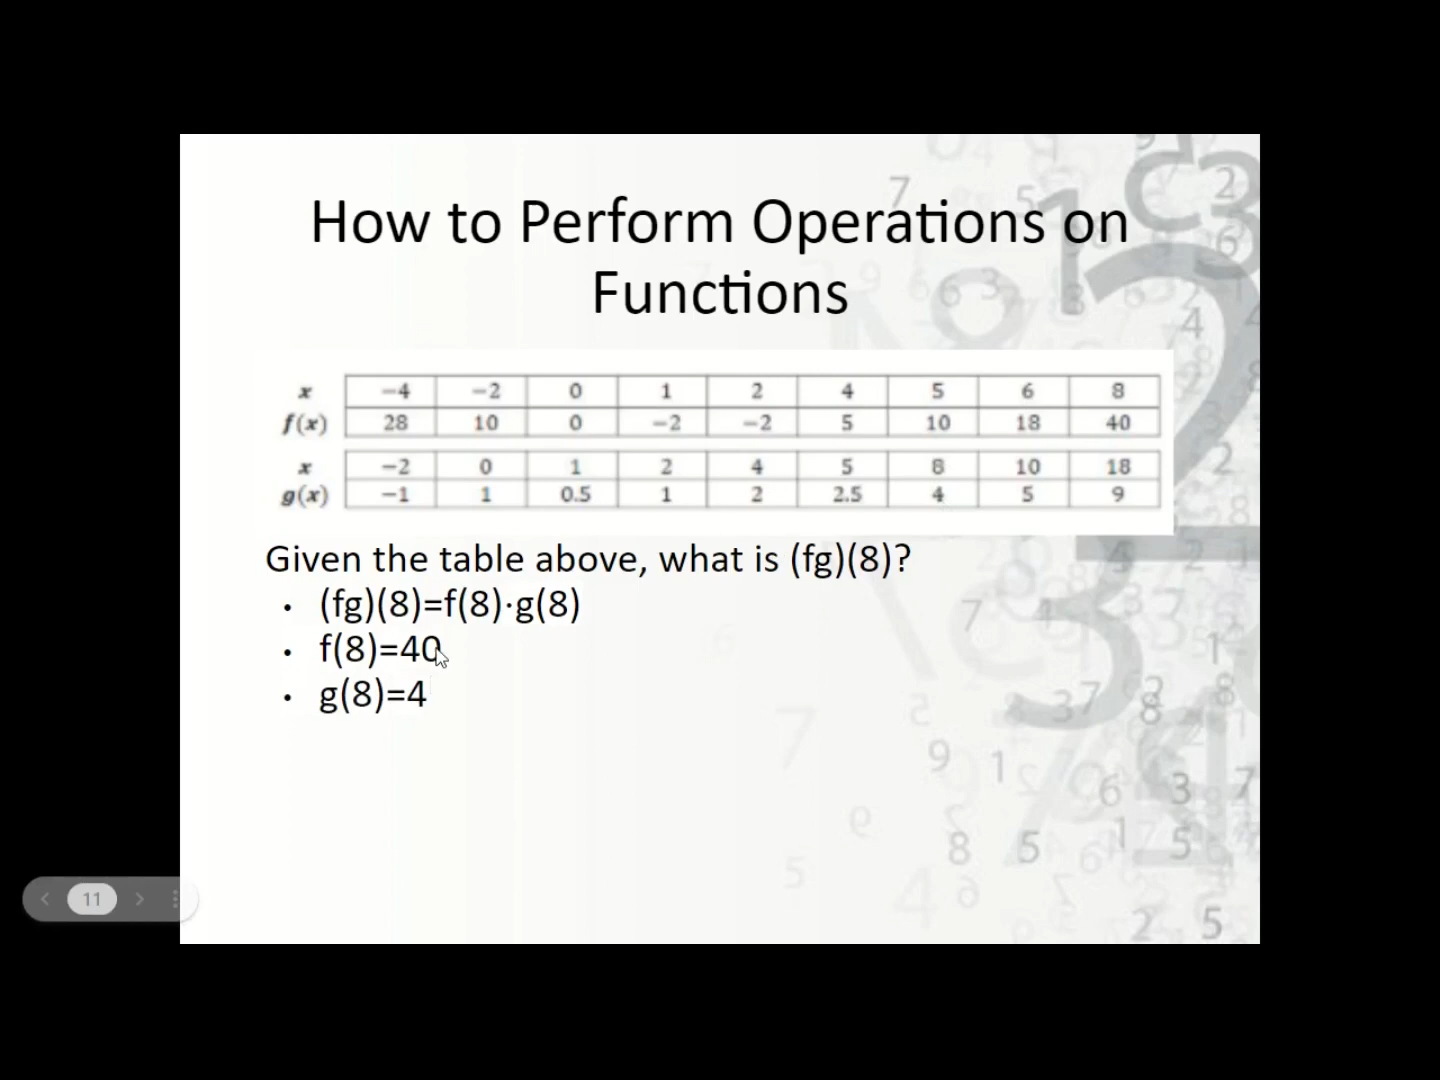 How to Perform Operations on
Functions
x −4 −2 0 1 2 4 5 6 8
f(x) 28 10 0 −2 −2 5 10 18 40
x −2 0 1 2 4 5 8 10 18
g(x) −1 1 0.5 1 2 2.5 4 5 9
Given the table above, what is (fg)(8)?
• (fg)(8)=f(8)·g(8)
• f(8)=40
• g(8)=4
11